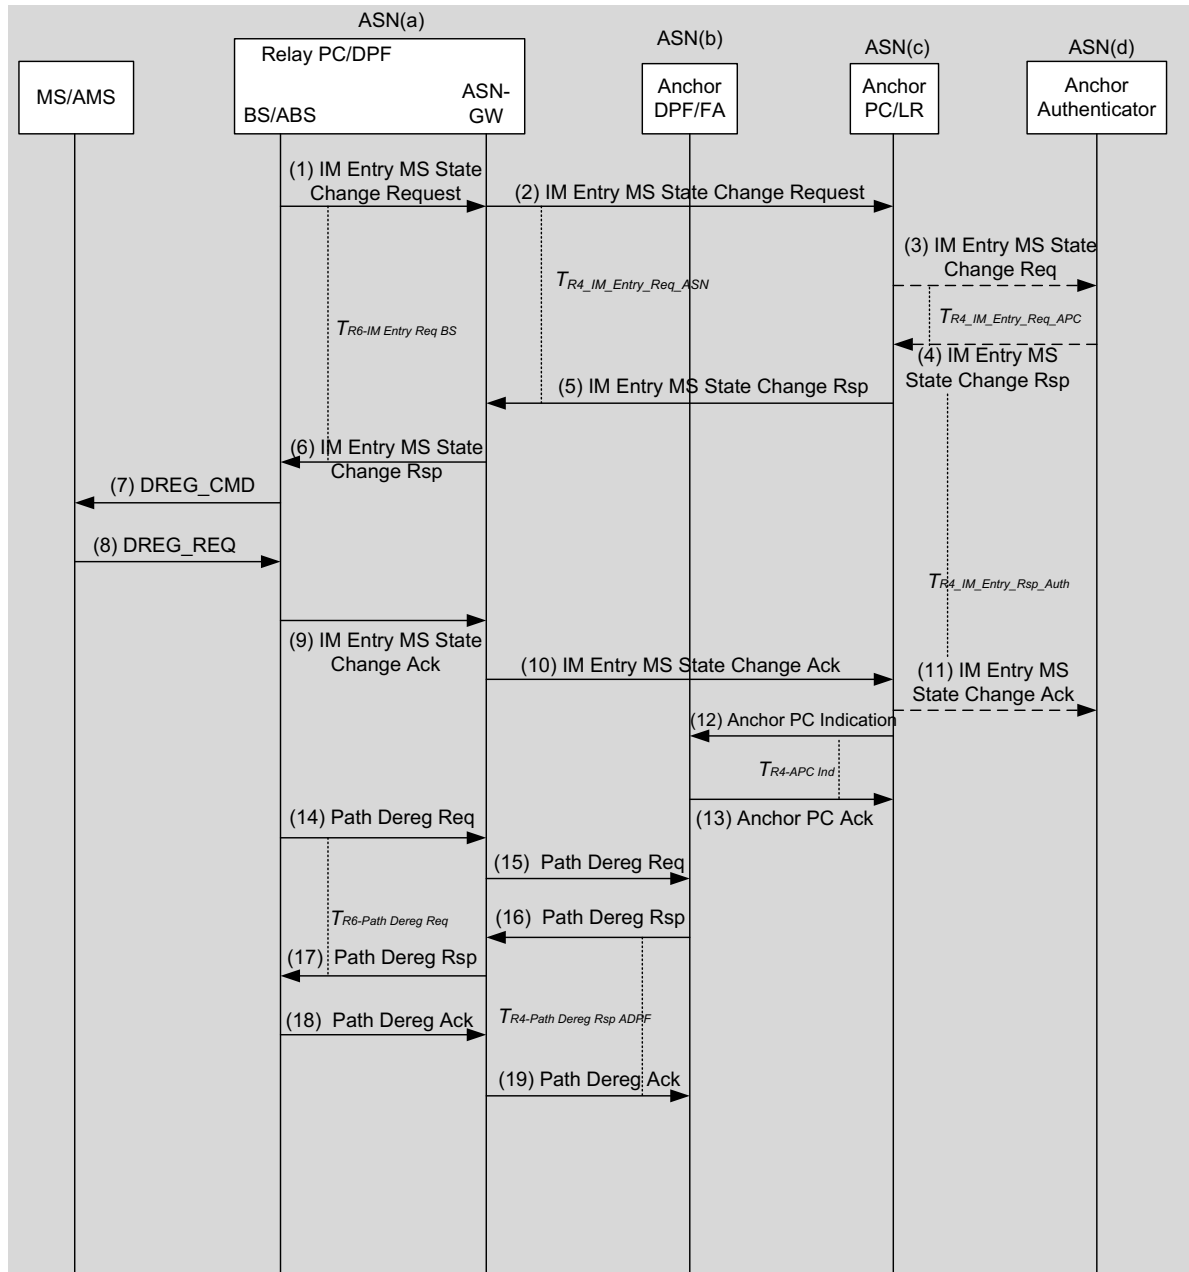 ASN(a)
ASN(b)
ASN(c)
ASN(d)
MS/AMS
Relay PC/DPF
BS/ABS
ASN-
GW
Anchor
DPF/FA
Anchor
PC/LR
Anchor
Authenticator
(1) IM Entry MS State
Change Request
(2) IM Entry MS State Change Request
(3) IM Entry MS State
Change Req
TR4_IM_Entry_Req_ASN
TR6-IM Entry Req BS
TR4_IM_Entry_Req_APC
(4) IM Entry MS
State Change Rsp
(5) IM Entry MS State Change Rsp
(6) IM Entry MS State
Change Rsp
(7) DREG_CMD
(8) DREG_REQ
TR4_IM_Entry_Rsp_Auth
(9) IM Entry MS State
Change Ack
(10) IM Entry MS State Change Ack
(11) IM Entry MS
State Change Ack
(12) Anchor PC Indication
TR4-APC Ind
(13) Anchor PC Ack
(14) Path Dereg Req
(15) Path Dereg Req
TR6-Path Dereg Req
(16) Path Dereg Rsp
(17) Path Dereg Rsp
(18) Path Dereg Ack
TR4-Path Dereg Rsp ADPF
(19) Path Dereg Ack